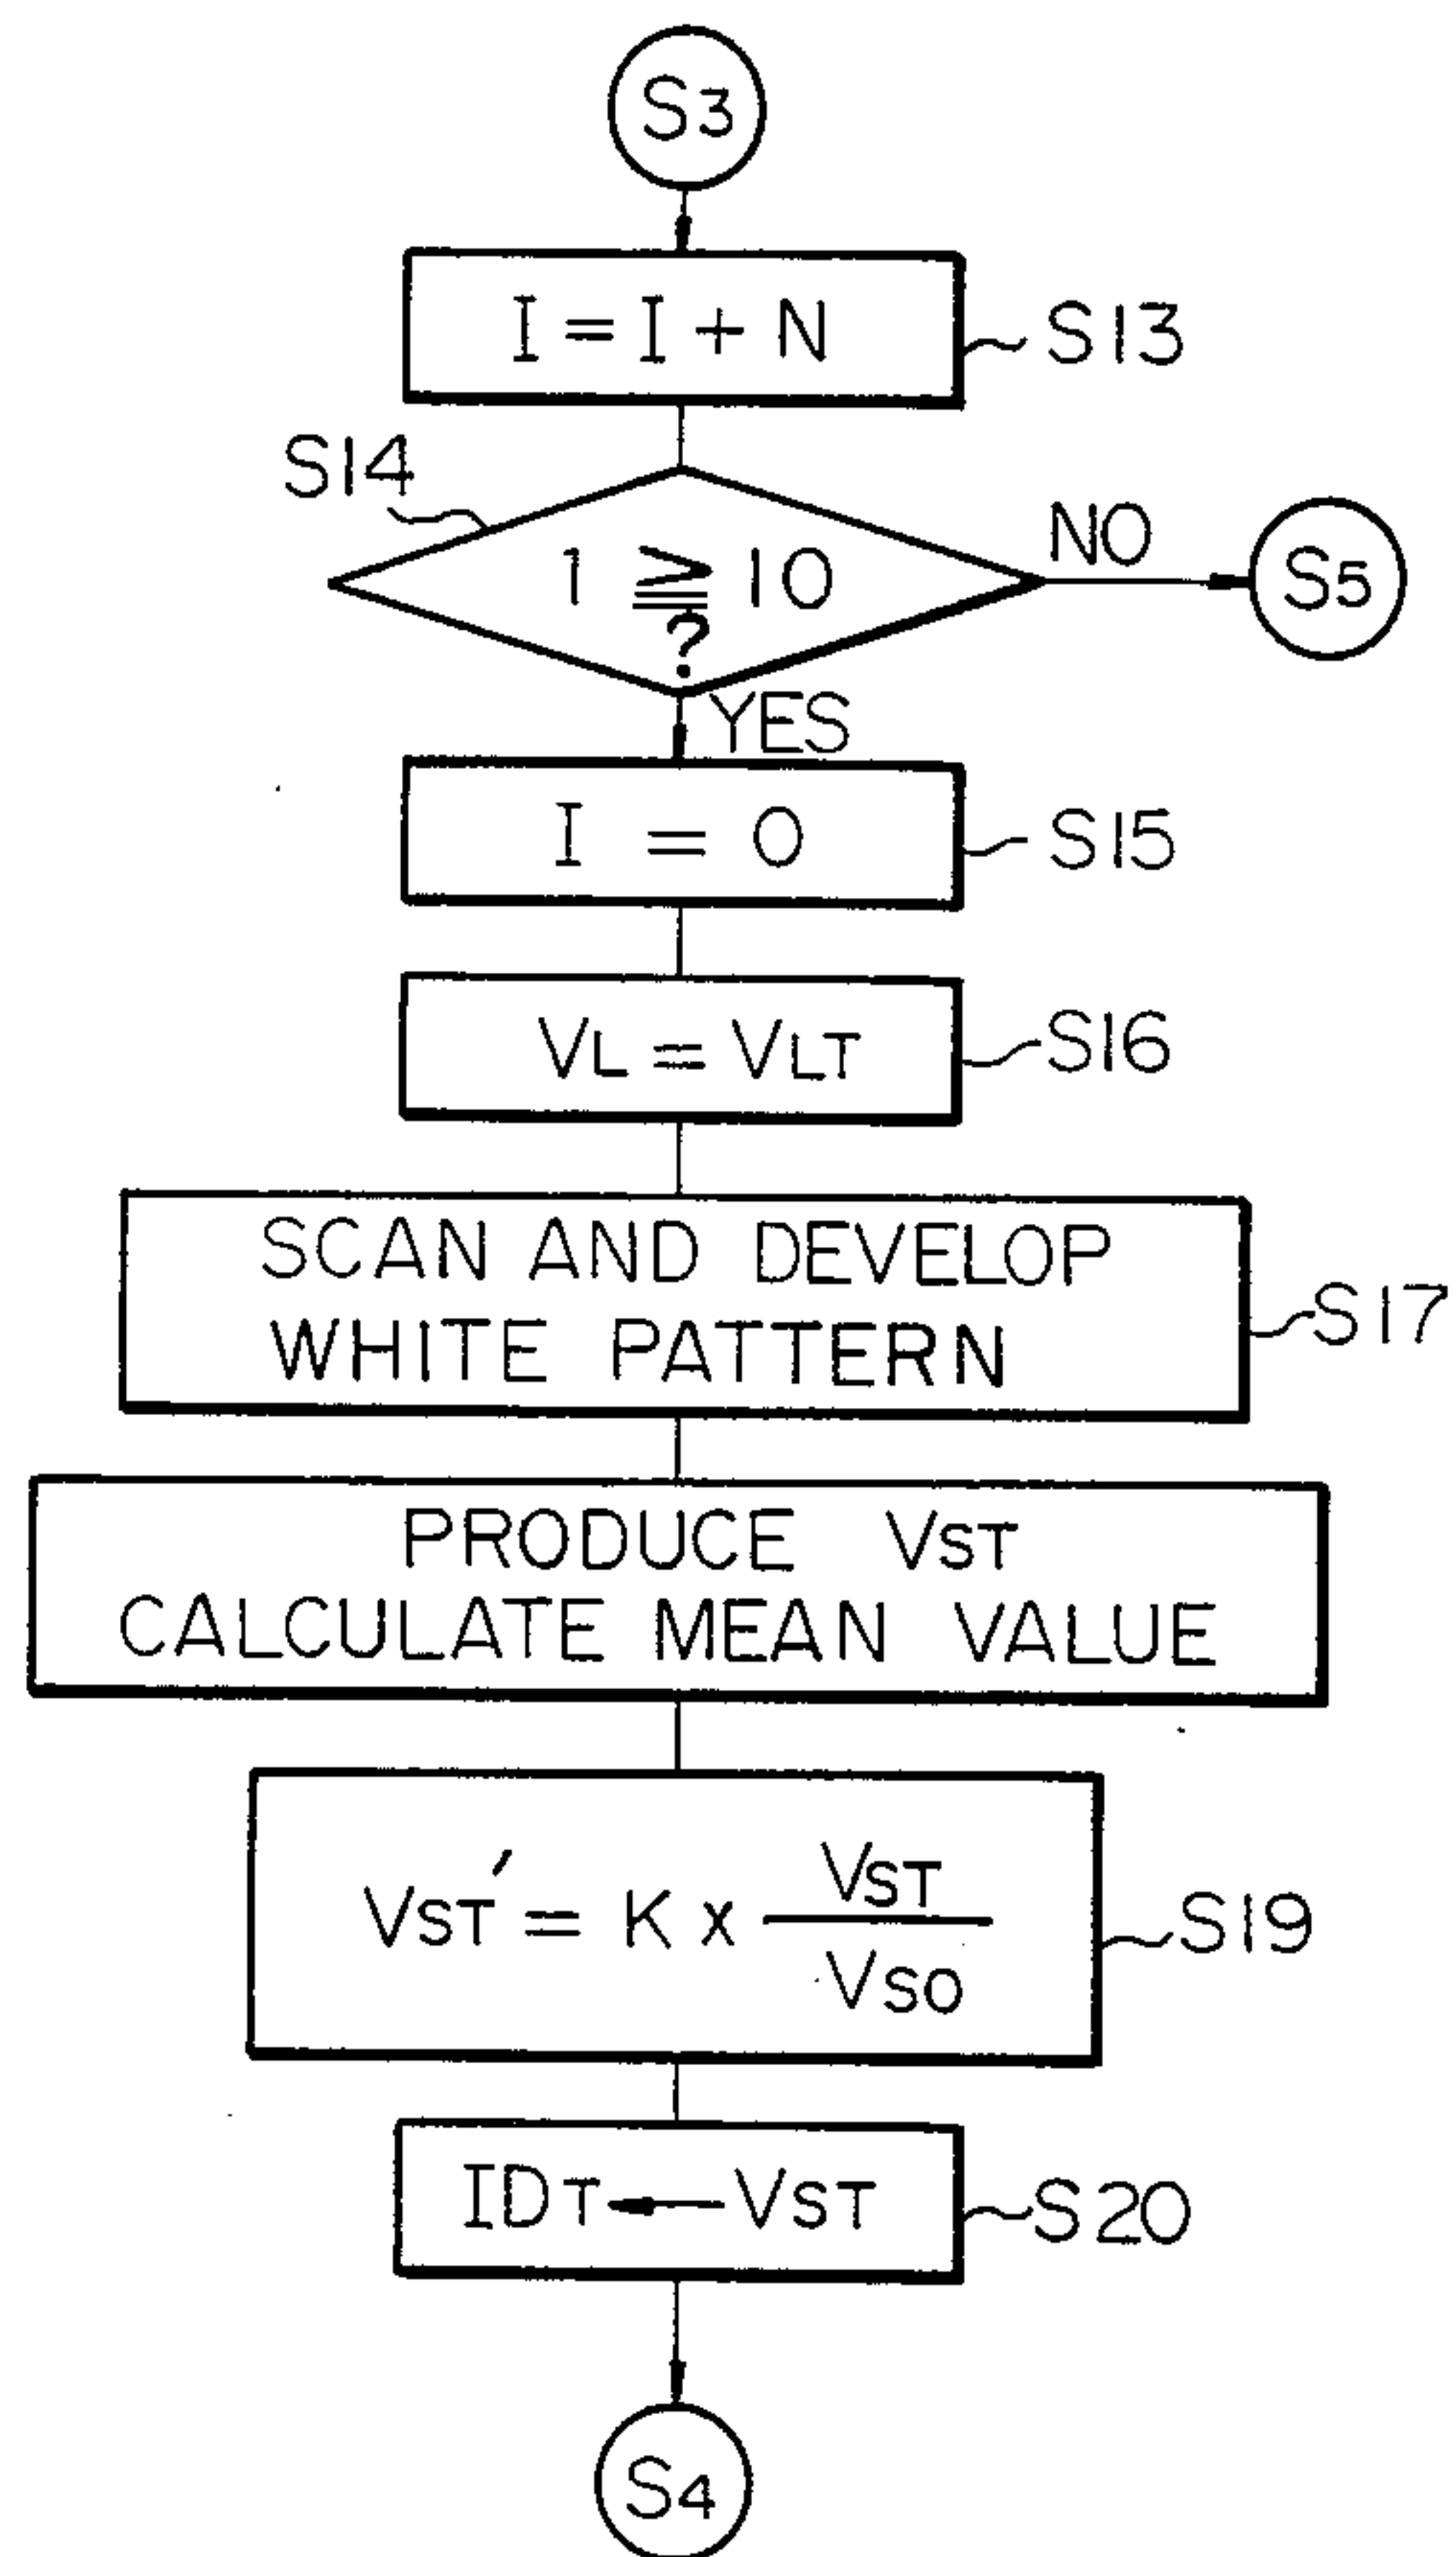 S3
I = I + N
S13
S14
1 ≧ 10
?
NO
S5
YES
I = 0
S15
VL = VLT
S16
SCAN AND DEVELOP
WHITE PATTERN
S17
PRODUCE VST
CALCULATE MEAN VALUE
VST' = K x VST / VSO
S19
IDT ← VST
S20
S4